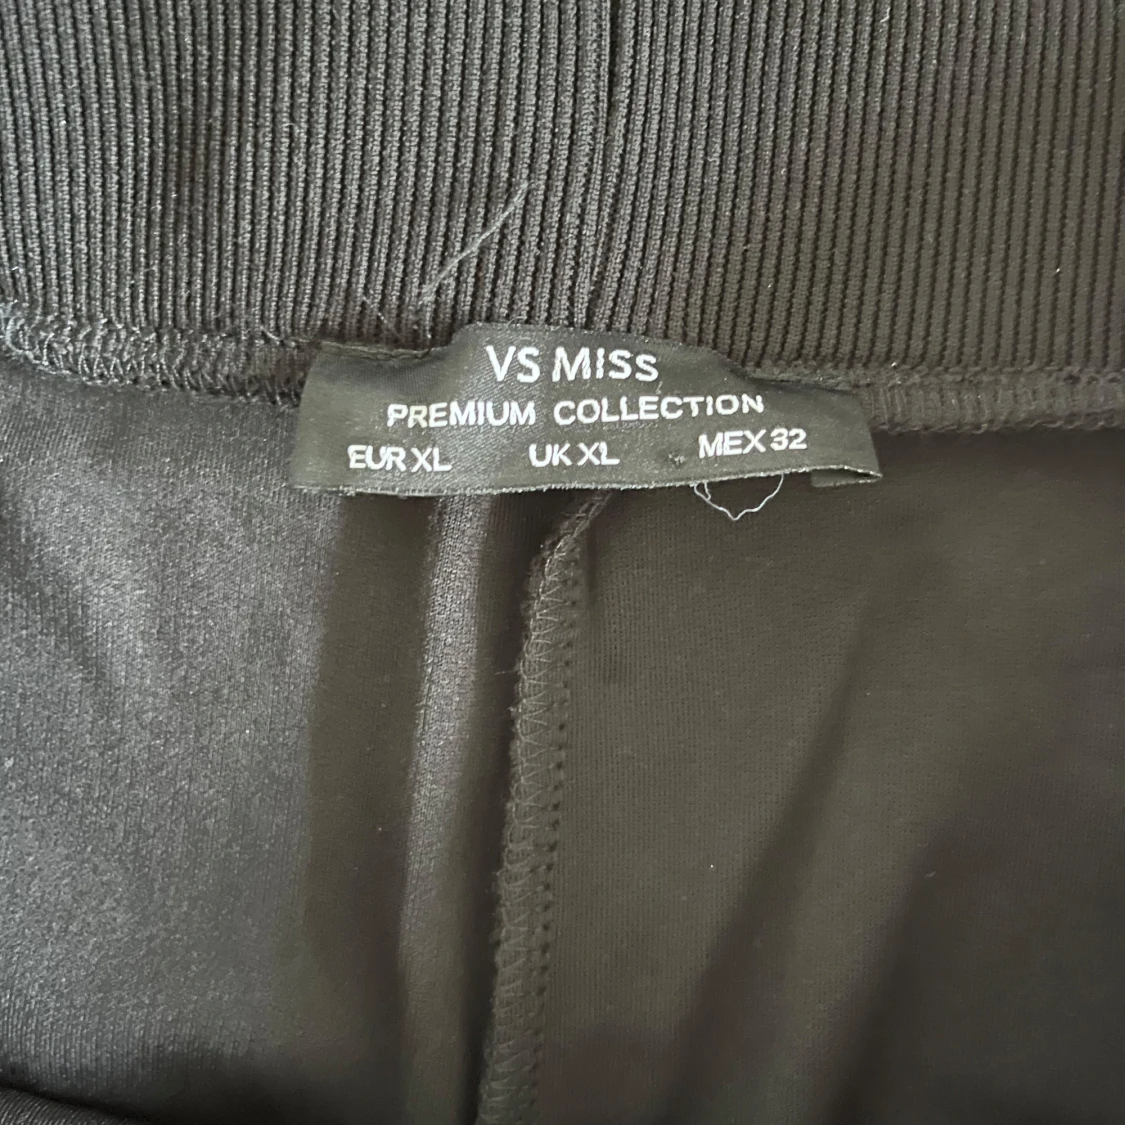 VS MISs
PREMIUM COLLECTION
EUR XL UK XL MEX 32